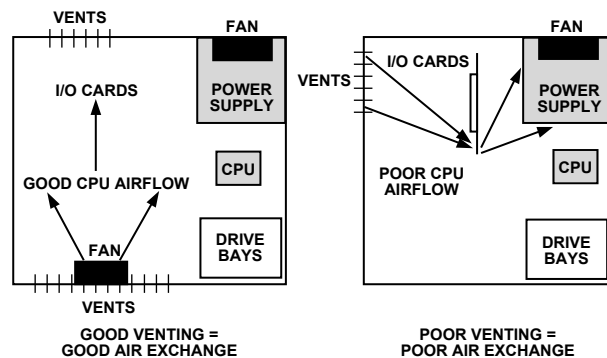 VENTS
FAN
I/O CARDS
POWER
SUPPLY
CPU
GOOD CPU AIRFLOW
FAN
DRIVE
BAYS
VENTS
GOOD VENTING =
GOOD AIR EXCHANGE
FAN
VENTS
I/O CARDS
POWER
SUPPLY
CPU
POOR CPU
AIRFLOW
DRIVE
BAYS
POOR VENTING =
POOR AIR EXCHANGE